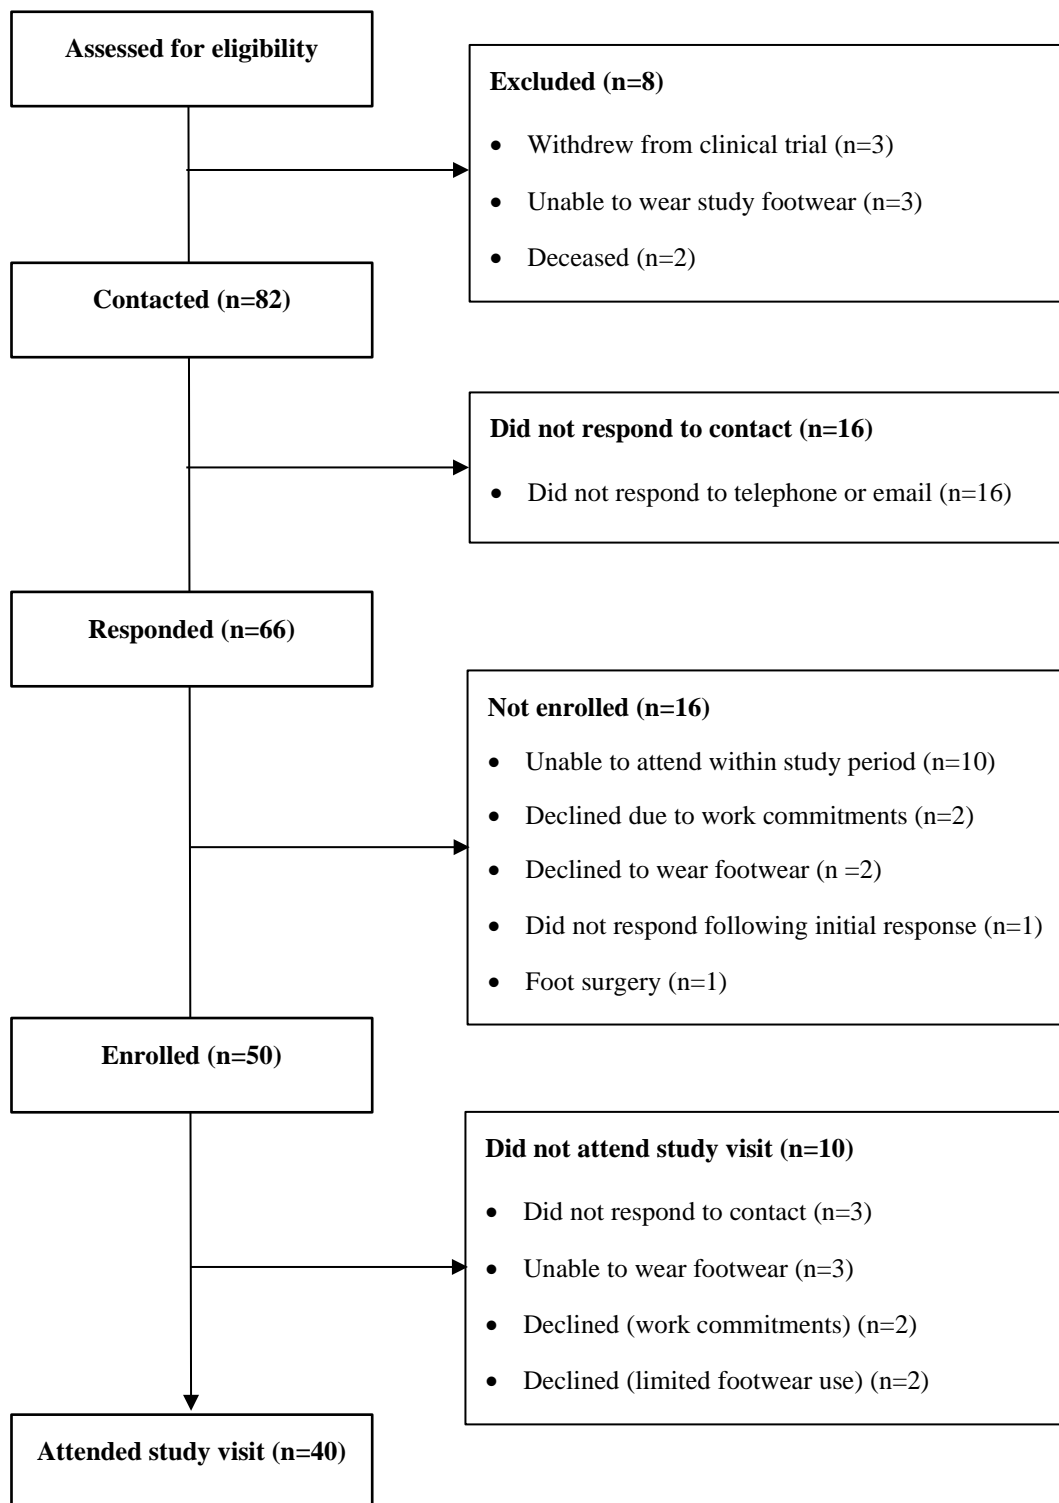 Assessed for eligibility
Excluded (n=8)
• Withdrew from clinical trial (n=3)
• Unable to wear study footwear (n=3)
• Deceased (n=2)
Contacted (n=82)
Did not respond to contact (n=16)
• Did not respond to telephone or email (n=16)
Responded (n=66)
Not enrolled (n=16)
• Unable to attend within study period (n=10)
• Declined due to work commitments (n=2)
• Declined to wear footwear (n =2)
• Did not respond following initial response (n=1)
• Foot surgery (n=1)
Enrolled (n=50)
Did not attend study visit (n=10)
• Did not respond to contact (n=3)
• Unable to wear footwear (n=3)
• Declined (work commitments) (n=2)
• Declined (limited footwear use) (n=2)
Attended study visit (n=40)